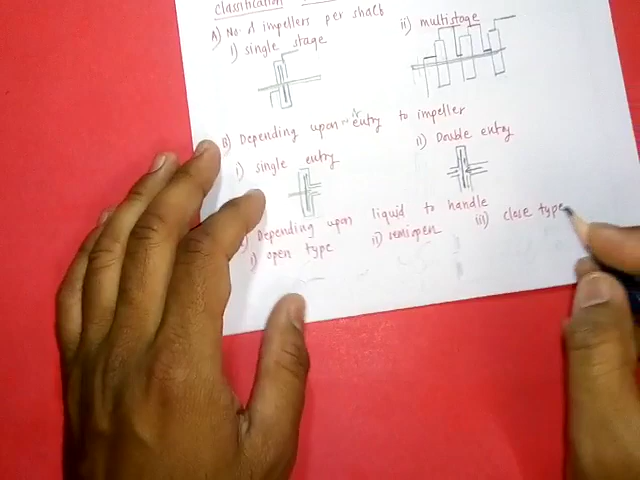 classification
A) No. of impellers per shaft
i) single stage ii) multistage
B) Depending upon entry to impeller
i) single entry ii) Double entry
) Depending upon liquid to handle
i) open type ii) semiopen iii) close type